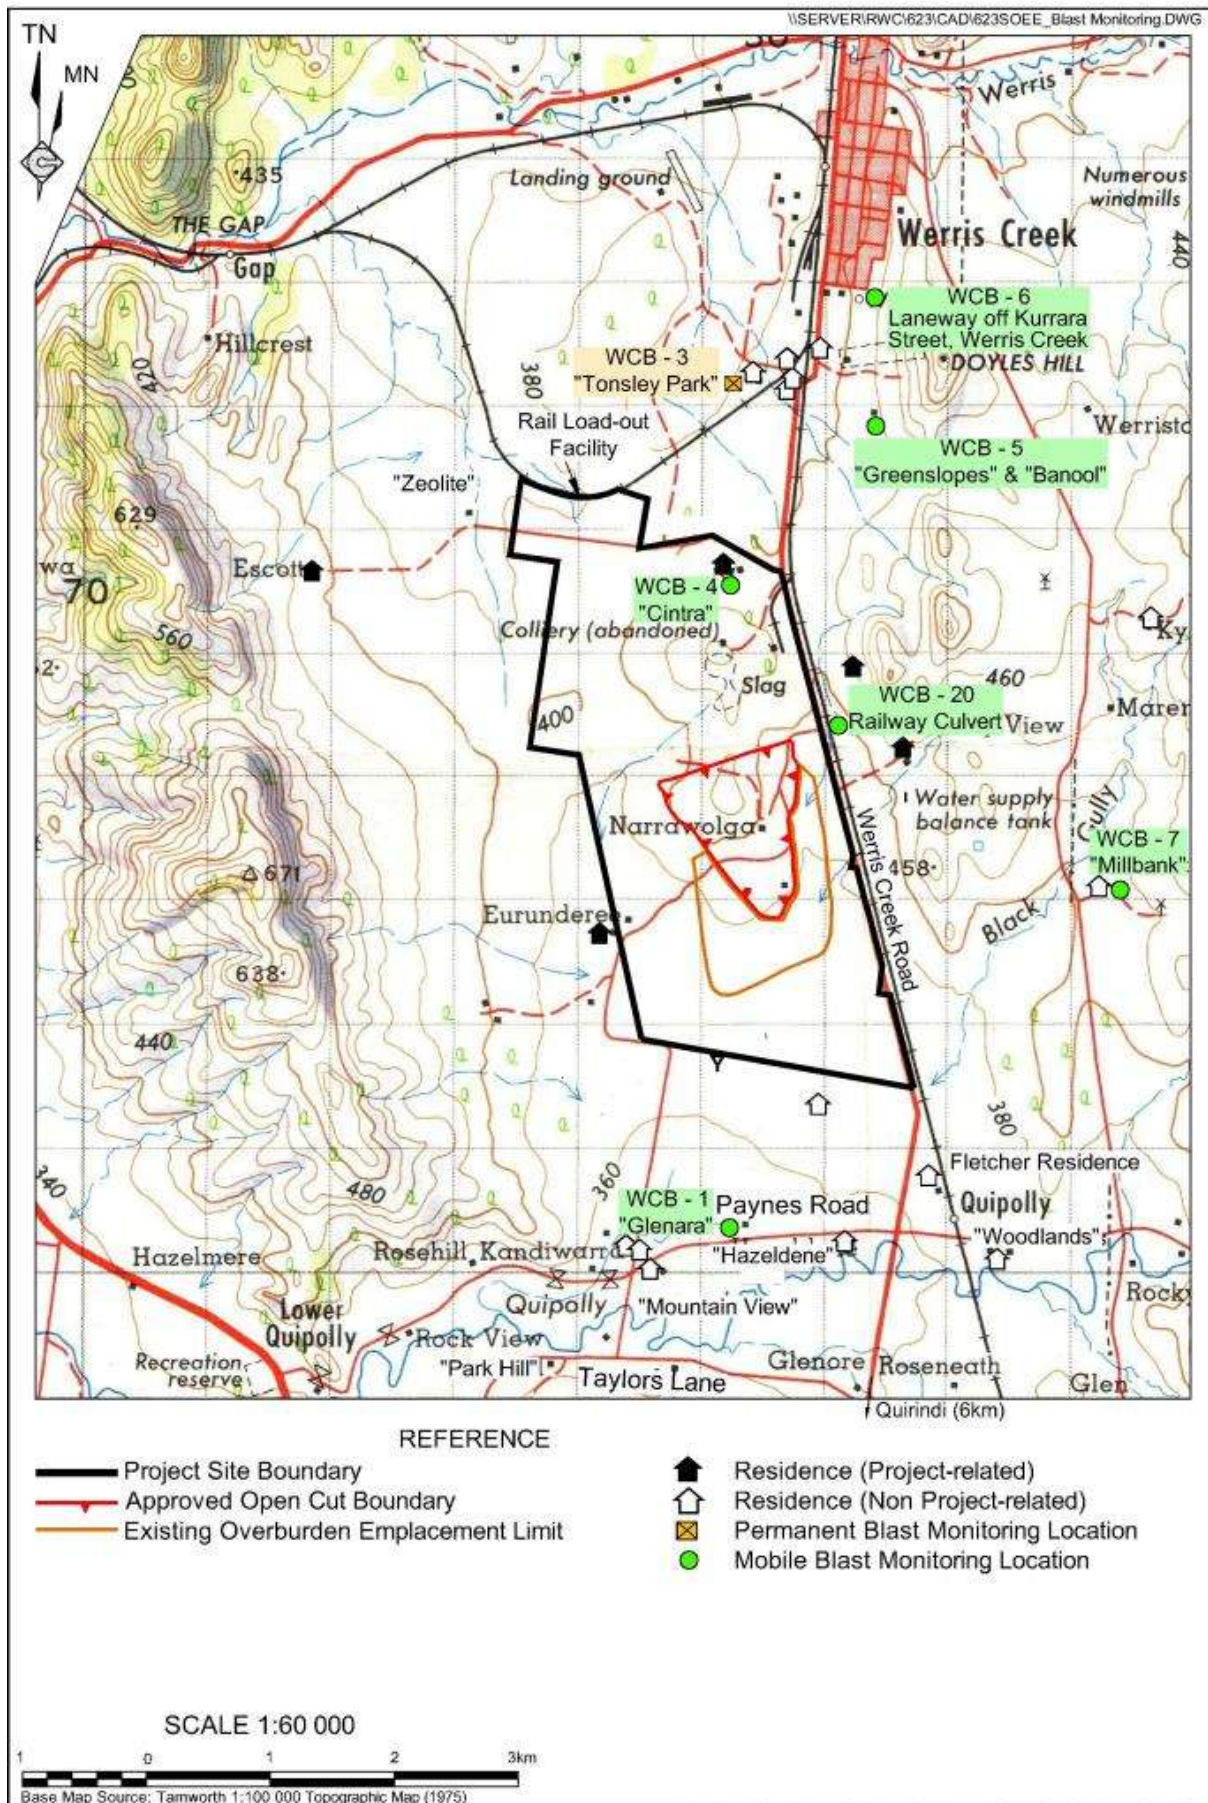 \\SERVER\RWC\623\CAD\623SOEE_Blast Monitoring.DWG
TN
MN
435
Landing ground
THE GAP
Gap
Werris
Numerous
windmills
Werris Creek
440
WCB - 6
Laneway off Kurrara
Street, Werris Creek
DOYLES HILL
Hillcrest
420
WCB - 3
"Tonsley Park"
380
Rail Load-out
Facility
WCB - 5
"Greenslopes" & "Banool"
"Zeolite"
629
70
560
WCB - 4
"Cintra"
Colliery (abandoned)
Slag
400
460
WCB - 20
Railway Culvert
View
Water supply
balance tank
Narrawolga
Werris Creek Road
Gully
WCB - 7
"Millbank"
671
458
Black
Eurunderee
638
440
380
Fletcher Residence
Quipolly
360
480
340
WCB - 1
"Glenara"
Paynes Road
"Hazeldene"
"Woodlands"
Hazelmere
Rosehill
Quipolly
"Mountain View"
Lower
Quipolly
Rock View
Recreation
reserve
"Park Hill"
Taylors Lane
Glenore
Roseneath
Glen
Quirindi (6km)
REFERENCE
Project Site Boundary
Approved Open Cut Boundary
Existing Overburden Emplacement Limit
Residence (Project-related)
Residence (Non Project-related)
Permanent Blast Monitoring Location
Mobile Blast Monitoring Location
SCALE 1:60 000
1 0 1 2 3km
Base Map Source: Tamworth 1:100 000 Topographic Map (1975)